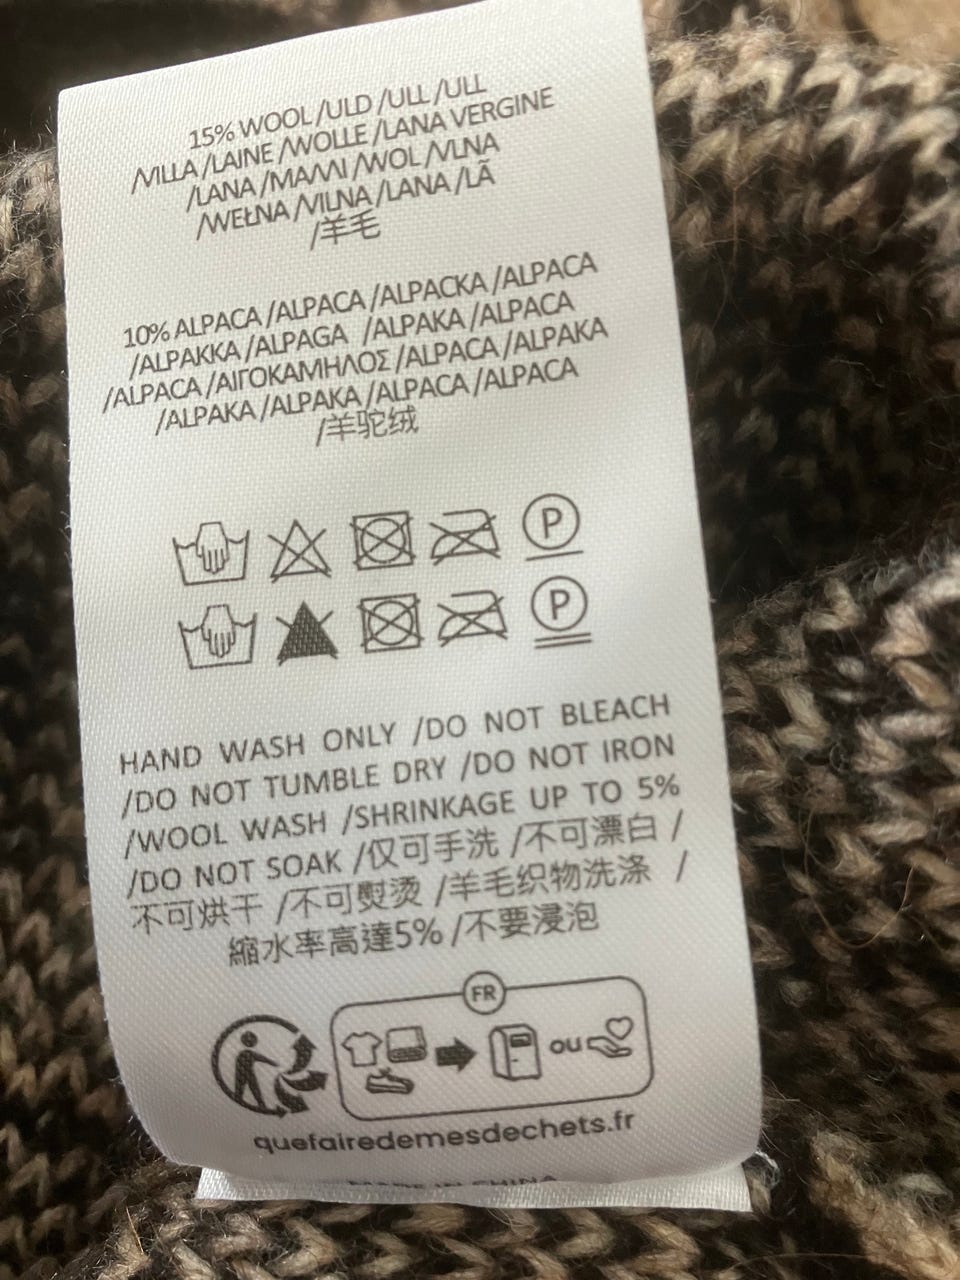 15% WOOL /ULD /ULL /ULL
/VILLA /LAINE /WOLLE /LANA VERGINE
/LANA /ΜΑΛΛΙ /WOL /VLNA
/WEŁNA /VILNA /LANA /LÃ
/羊毛
10% ALPACA /ALPACA /ALPACKA /ALPACA
/ALPAKKA /ALPAGA /ALPAKA /ALPACA
/ALPACA /ΑΙΓΟΚΑΜΗΛΟΣ /ALPACA /ALPAKA
/ALPAKA /ALPAKA /ALPACA /ALPACA
/羊驼绒
P
P
HAND WASH ONLY /DO NOT BLEACH
/DO NOT TUMBLE DRY /DO NOT IRON
/WOOL WASH /SHRINKAGE UP TO 5%
/DO NOT SOAK /仅可手洗 /不可漂白 /
不可烘干 /不可熨烫 /羊毛织物洗涤 /
縮水率高達5% /不要浸泡
FR
ou
quefairedemesdechets.fr
MADE IN CHINA